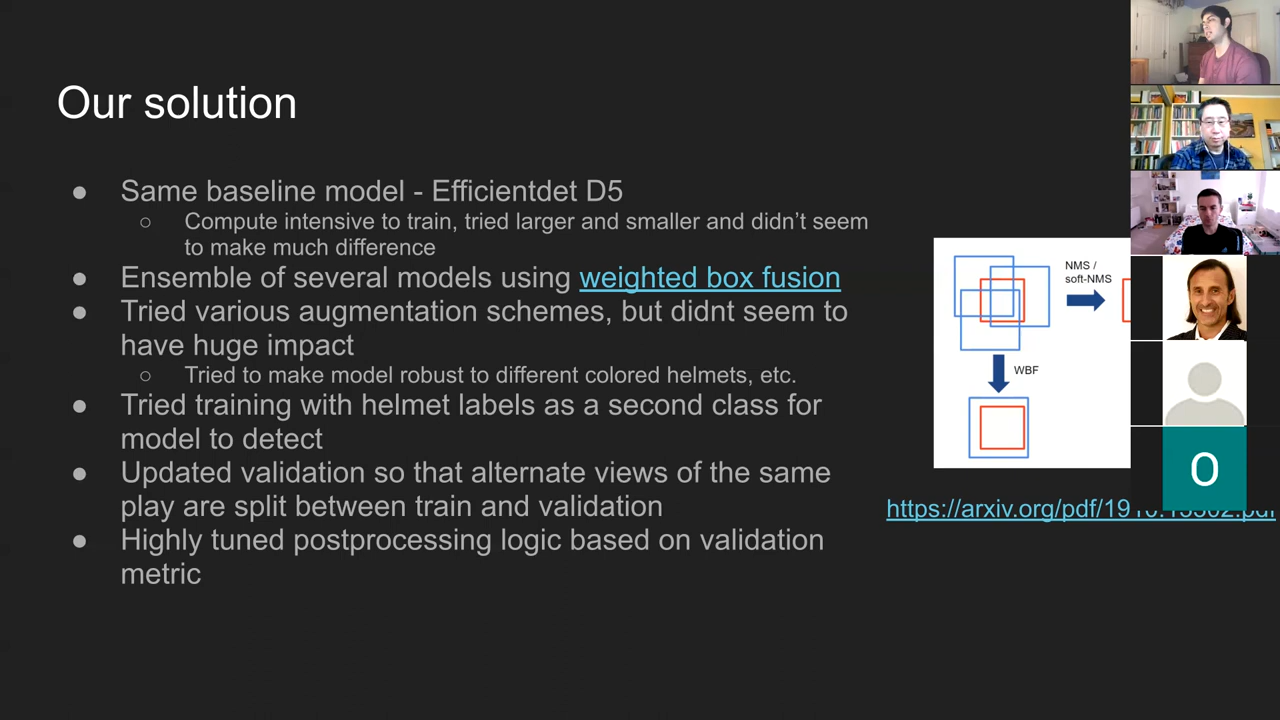 Our solution
● Same baseline model - Efficientdet D5
○ Compute intensive to train, tried larger and smaller and didn't seem
to make much difference
● Ensemble of several models using weighted box fusion
● Tried various augmentation schemes, but didnt seem to
have huge impact
○ Tried to make model robust to different colored helmets, etc.
● Tried training with helmet labels as a second class for
model to detect
● Updated validation so that alternate views of the same
play are split between train and validation
● Highly tuned postprocessing logic based on validation
metric
NMS /
soft-NMS
WBF
https://arxiv.org/pdf/19
O